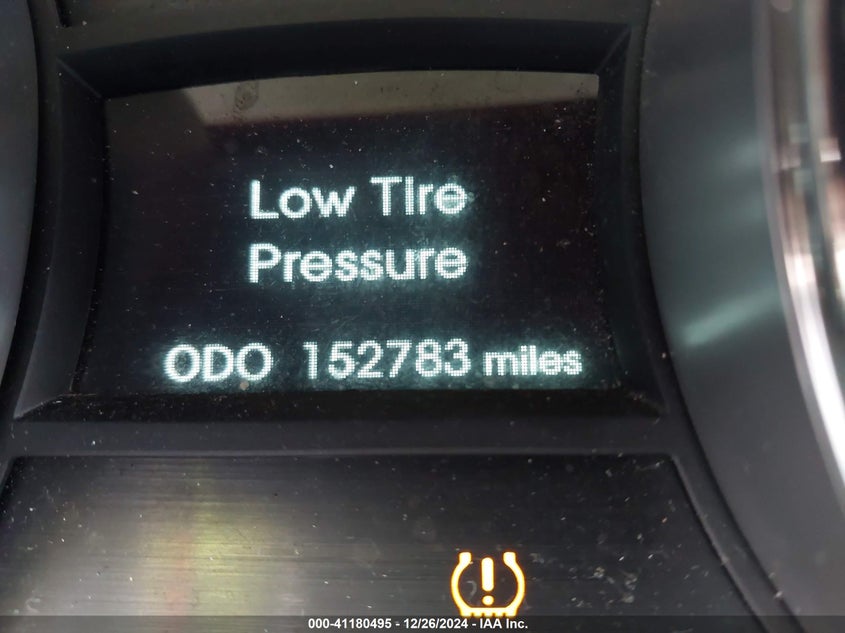 Low Tire
Pressure
ODO 152783 miles
000-41180495 - 12/26/2024 - IAA Inc.